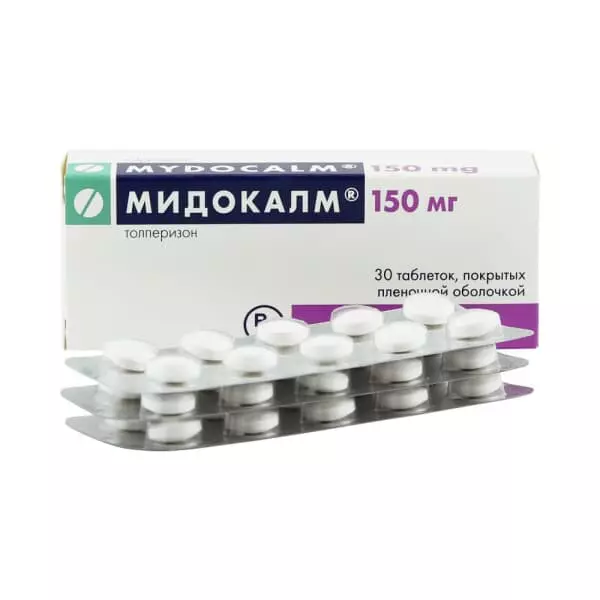 MYDOCALM® 150 mg
МИДОКАЛМ® 150 мг
толперизон
30 таблеток, покрытых
пленочной оболочкой